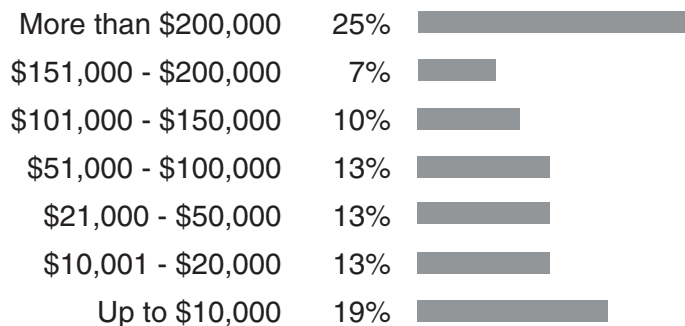 More than $200,000 25%
$151,000 - $200,000 7%
$101,000 - $150,000 10%
$51,000 - $100,000 13%
$21,000 - $50,000 13%
$10,001 - $20,000 13%
Up to $10,000 19%